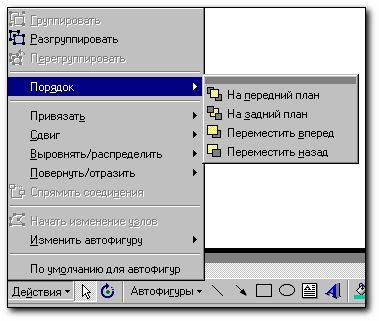 Группировать
Разгруппировать
Перегруппировать
Порядок
На передний план
На задний план
Переместить вперед
Переместить назад
Привязать
Сдвиг
Выровнять/распределить
Повернуть/отразить
Спрямить соединения
Начать изменение узлов
Изменить автофигуру
По умолчанию для автофигур
Действия
Автофигуры